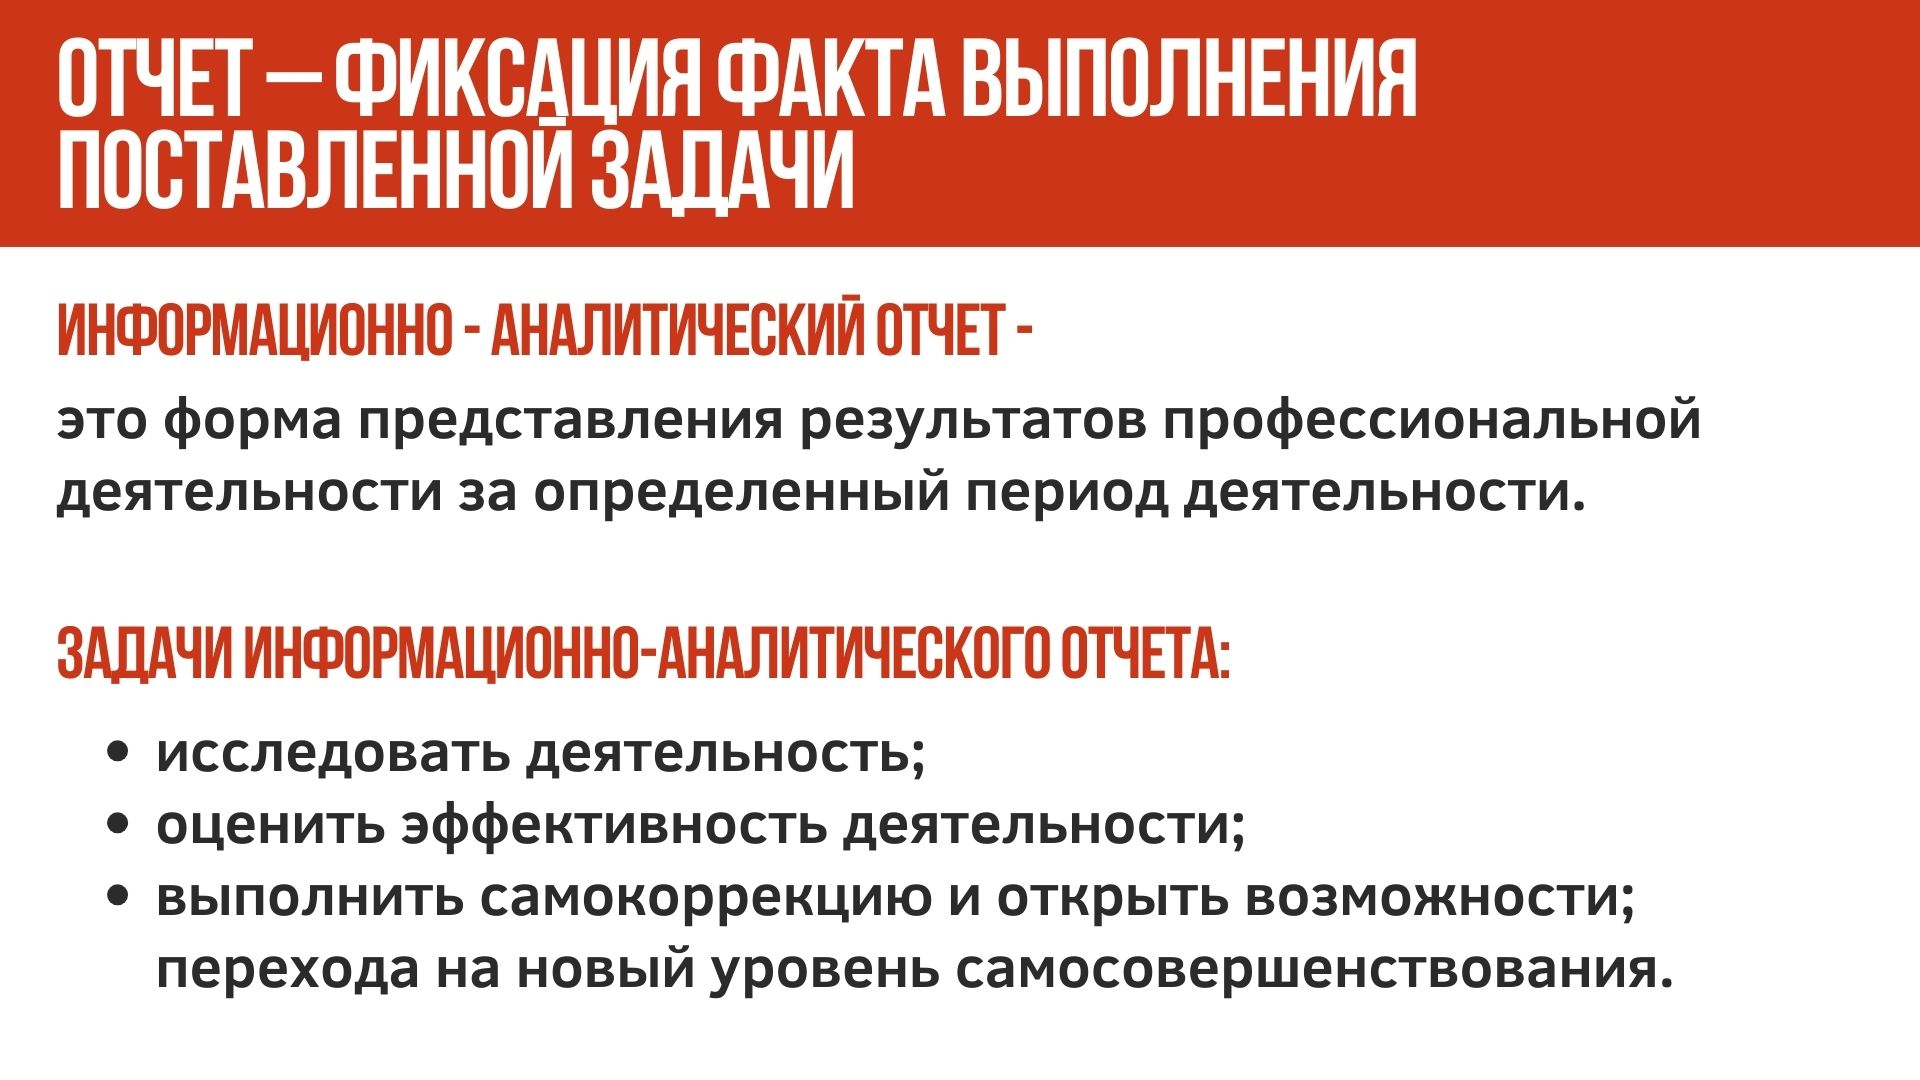 ОТЧЕТ — ФИКСАЦИЯ ФАКТА ВЫПОЛНЕНИЯ
ПОСТАВЛЕННОЙ ЗАДАЧИ
ИНФОРМАЦИОННО - АНАЛИТИЧЕСКИЙ ОТЧЕТ -
это форма представления результатов профессиональной
деятельности за определенный период деятельности.
ЗАДАЧИ ИНФОРМАЦИОННО-АНАЛИТИЧЕСКОГО ОТЧЕТА:
• исследовать деятельность;
• оценить эффективность деятельности;
• выполнить самокоррекцию и открыть возможности;
перехода на новый уровень самосовершенствования.